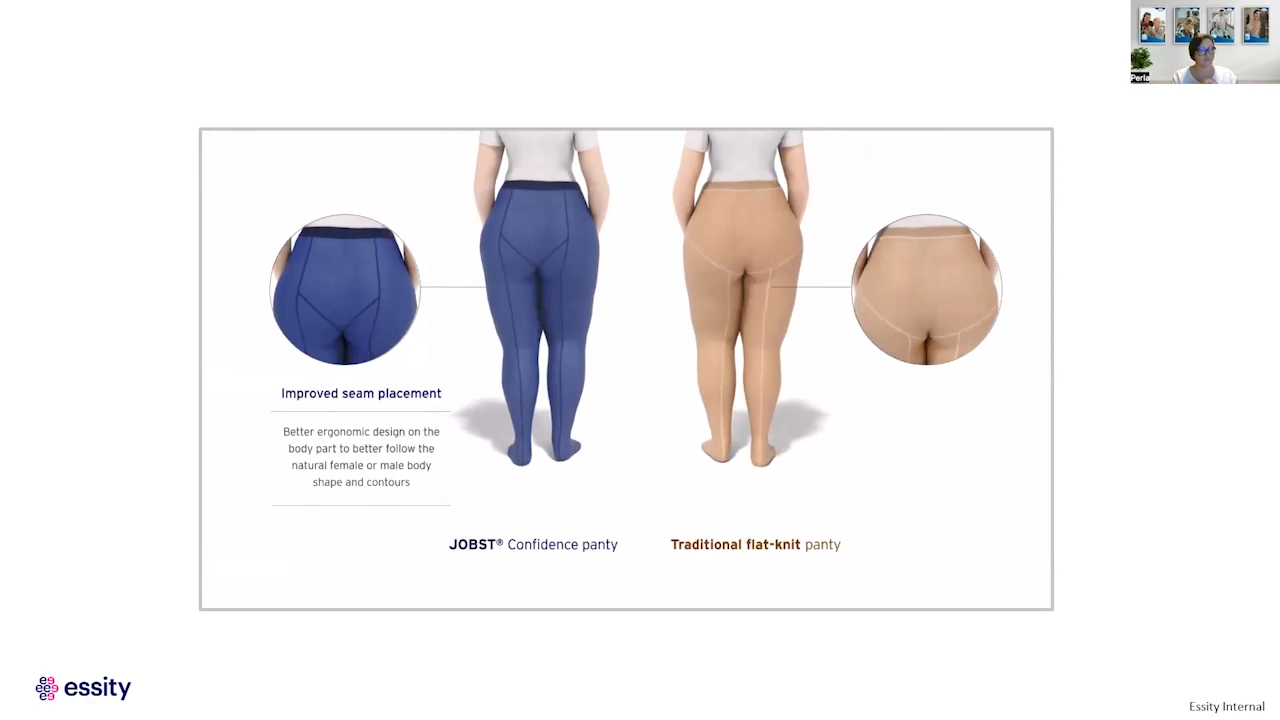 Perla
Improved seam placement
Better ergonomic design on the
body part to better follow the
natural female or male body
shape and contours
JOBST® Confidence panty
Traditional flat-knit panty
essity
Essity Internal